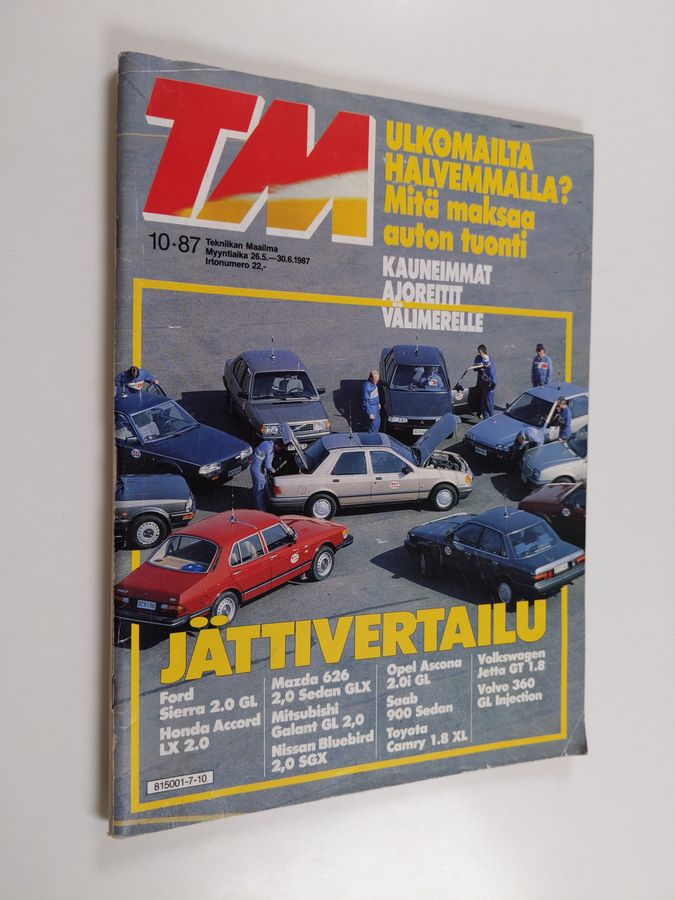 TM
ULKOMAILTA
HALVEMMALLA?
Mitä maksaa
auton tuonti
10·87 Tekniikan Maailma
Myyntiaika 26.5.—30.6.1987
Irtonumero 22,-
KAUNEIMMAT
AJOREITIT
VÄLIMERELLE
JÄTTIVERTAILU
Ford
Sierra 2.0 GL
Honda Accord
LX 2.0
Mazda 626
2,0 Sedan GLX
Mitsubishi
Galant GL 2,0
Nissan Bluebird
2,0 SGX
Opel Ascona
2.0i GL
Saab
900 Sedan
Toyota
Camry 1.8 XL
Volkswagen
Jetta GT 1.8
Volvo 360
GL Injection
815001-7-10